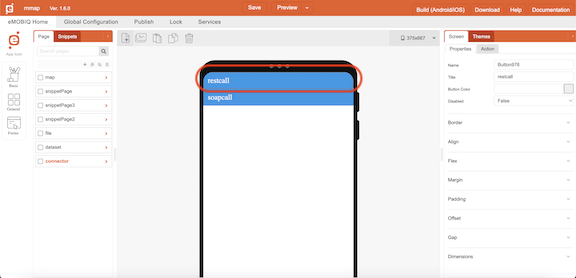 mmap Ver. 1.6.0 Save Preview Build (Android/iOS) Download Help Documentation
eMOBIQ Home Global Configuration Publish Lock Services
App Icon
Basic
General
Forms
Page Snippets
Search pages
map
snippetPage
snippetPage3
snippetPage2
file
dataset
connector
375x667
restcall
soapcall
Screen Themes
Properties Action
Name Button976
Title restcall
Button Color
Disabled False
Border
Align
Flex
Margin
Padding
Offset
Gap
Dimensions